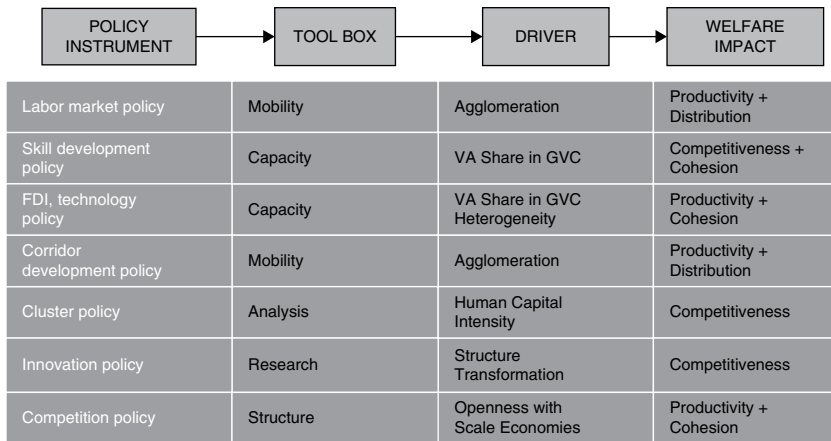 POLICY
INSTRUMENT
TOOL BOX
DRIVER
WELFARE
IMPACT
Labor market policy
Mobility
Agglomeration
Productivity +
Distribution
Skill development
policy
Capacity
VA Share in GVC
Competitiveness +
Cohesion
FDI, technology
policy
Capacity
VA Share in GVC
Heterogeneity
Productivity +
Cohesion
Corridor
development policy
Mobility
Agglomeration
Productivity +
Distribution
Cluster policy
Analysis
Human Capital
Intensity
Competitiveness
Innovation policy
Research
Structure
Transformation
Competitiveness
Competition policy
Structure
Openness with
Scale Economies
Productivity +
Cohesion